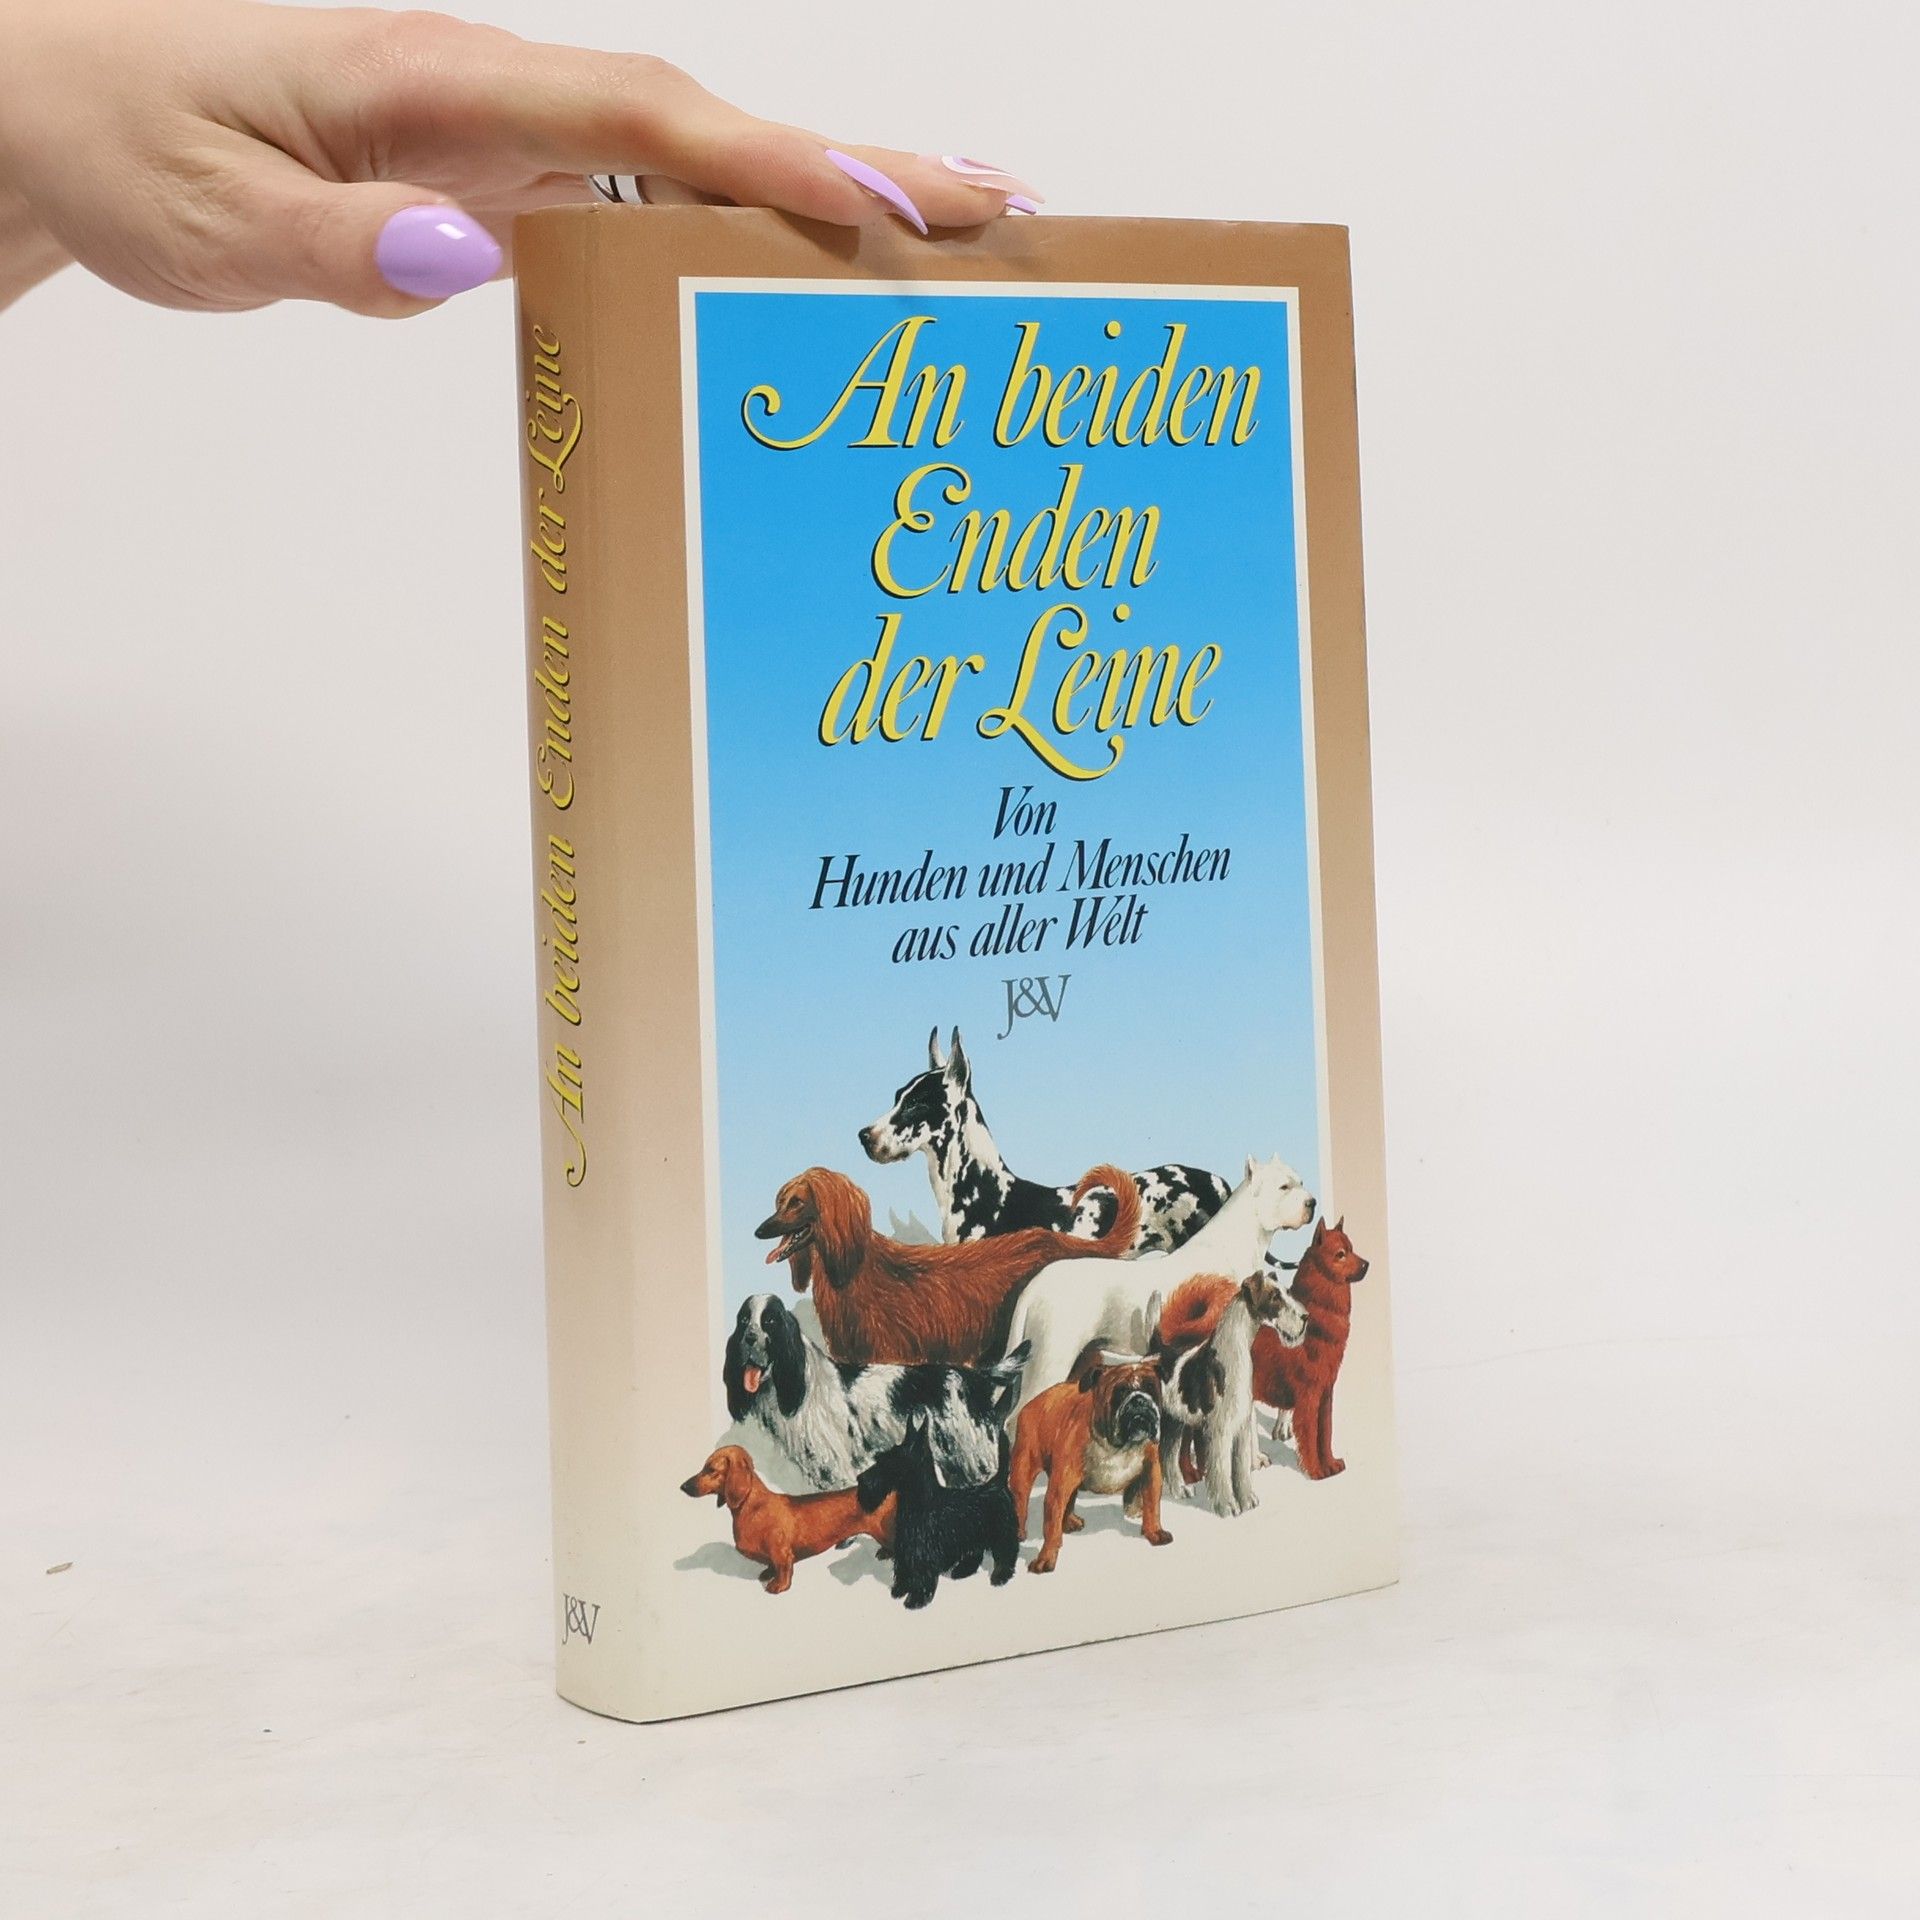 An beiden Enden der Leine
J&V
An beiden
Enden
der Leine
Von
Hunden und Menschen
aus aller Welt
J&V